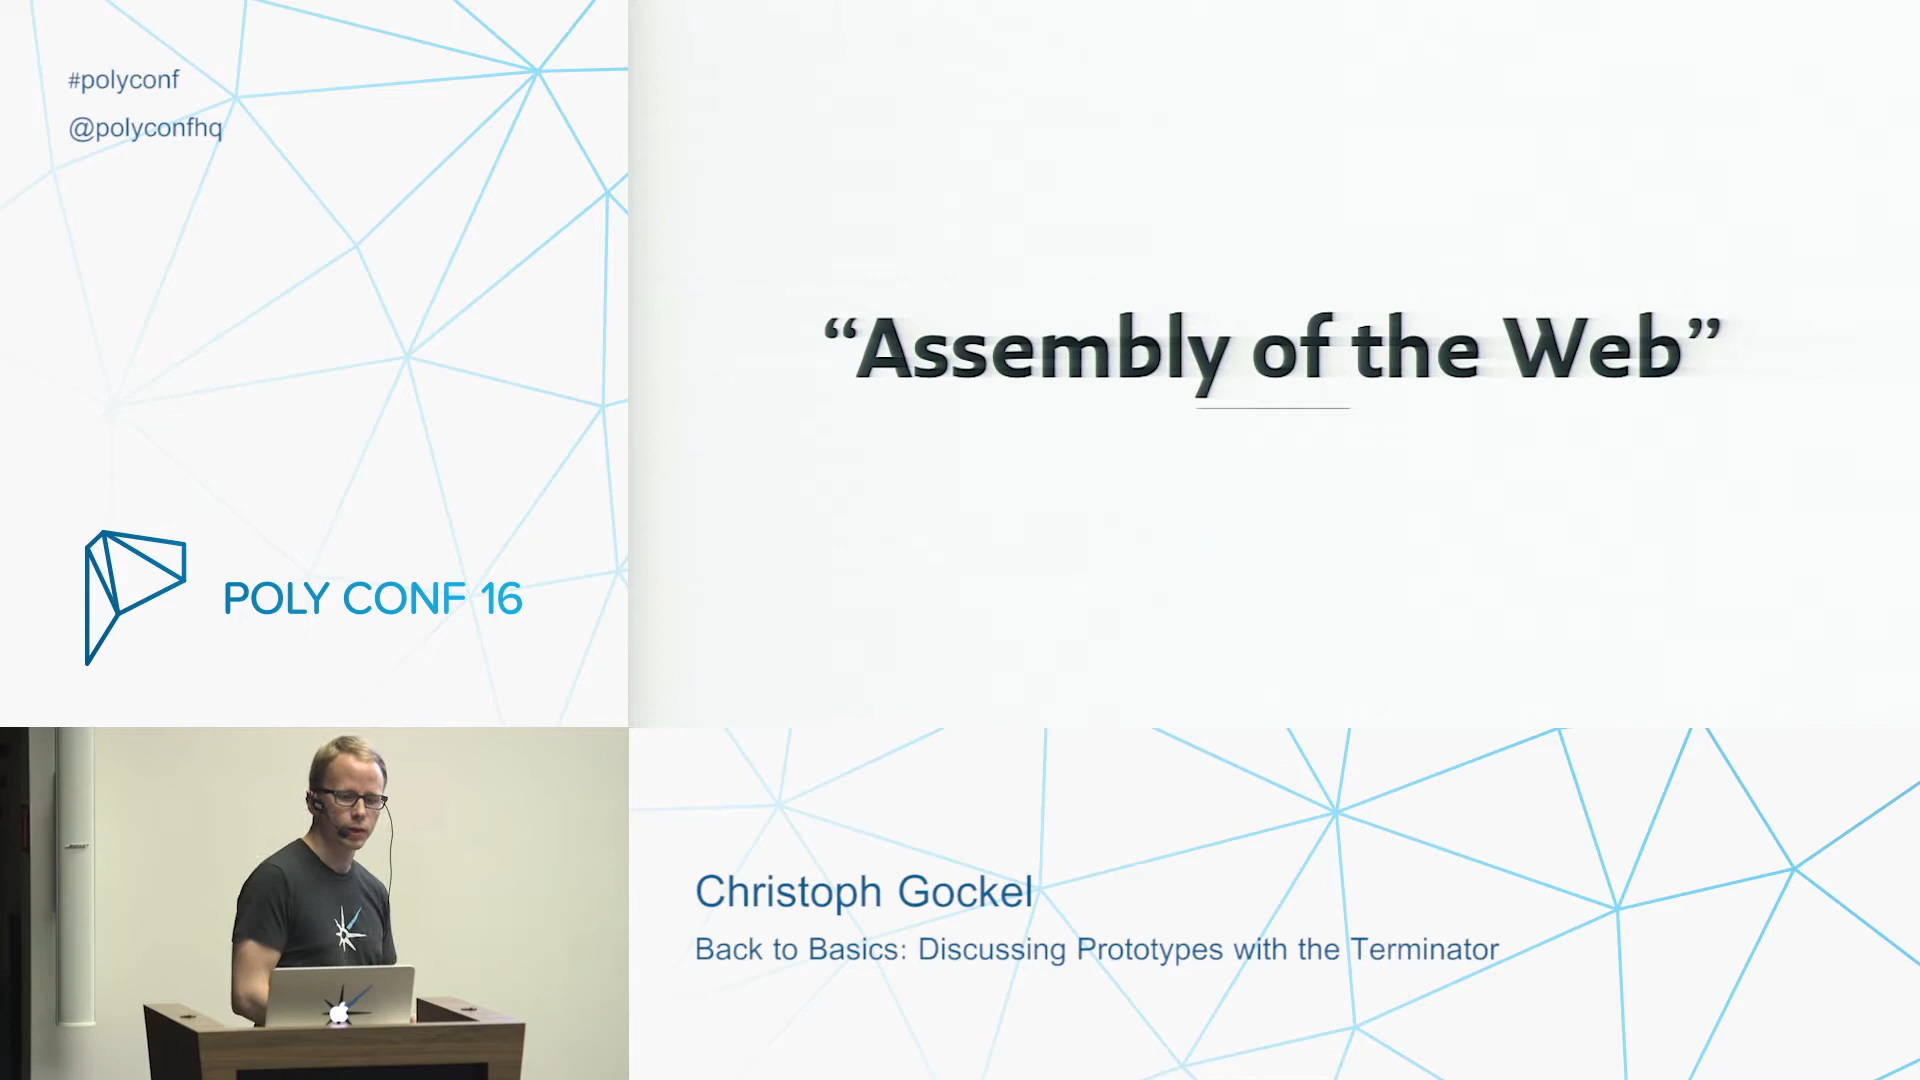 #polyconf
@polyconfhq
“Assembly of the Web”
POLY CONF 16
Christoph Gockel
Back to Basics: Discussing Prototypes with the Terminator